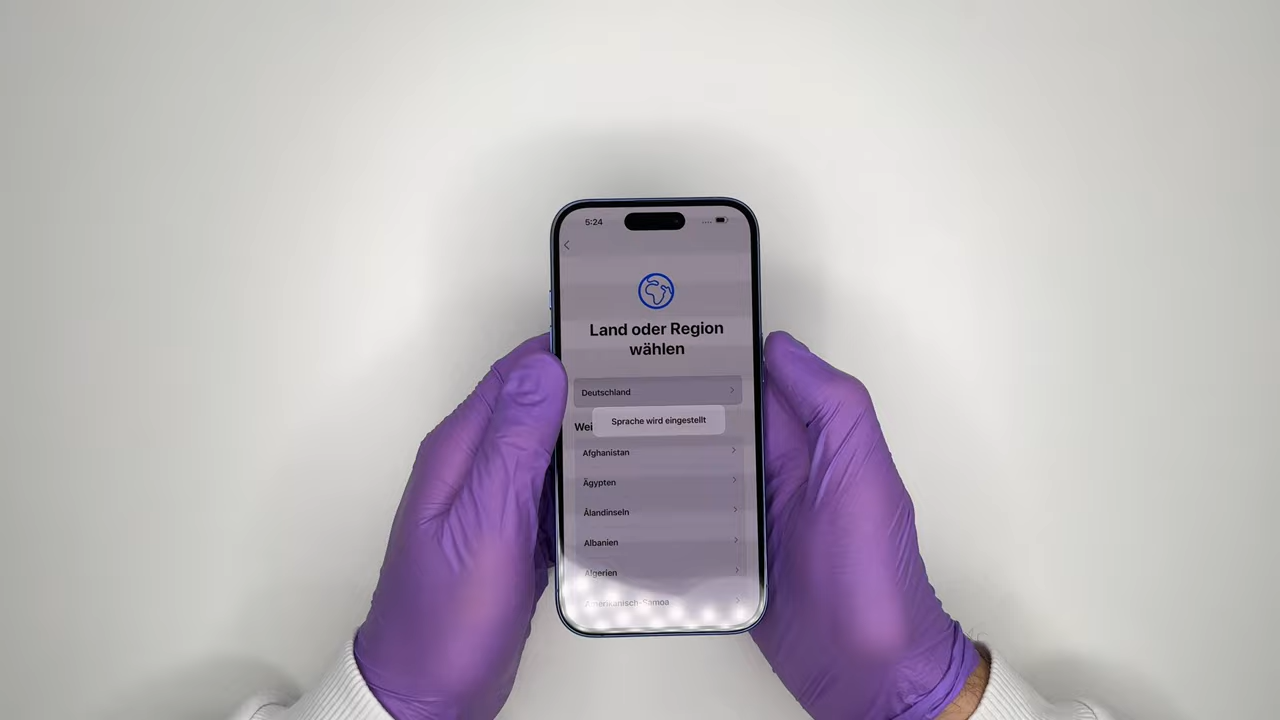 5:24
Land oder Region
wählen
Deutschland
Sprache wird eingestellt
Wei
Afghanistan
Ägypten
Ålandinseln
Albanien
Algerien
Amerikanisch-Samoa